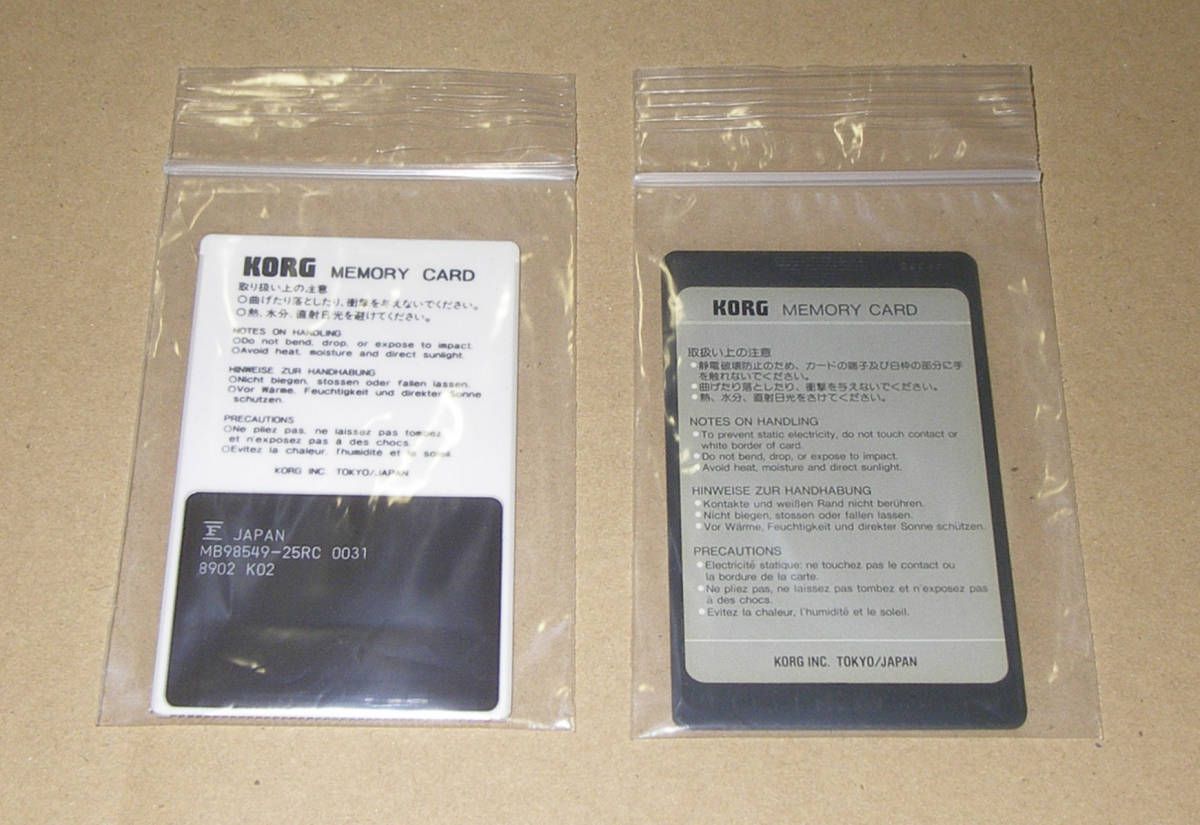 KORG MEMORY CARD
取り扱い上の注意
○曲げたり落としたり、衝撃を与えないでください。
○熱、水分、直射日光を避けてください。
NOTES ON HANDLING
○Do not bend, drop, or expose to impact.
○Avoid heat, moisture and direct sunlight.
HINWEISE ZUR HANDHABUNG
○Nicht biegen, stossen oder fallen lassen.
○Vor Wärme, Feuchtigkeit und direkter Sonne
schützen.
PRECAUTIONS
○Ne pliez pas, ne laissez pas tombez
et n'exposez pas à des chocs.
○Evitez la chaleur, l'humidité et le soleil.
KORG INC. TOKYO/JAPAN
JAPAN
MB98549-25RC 0031
8902 K02
KORG MEMORY CARD
取扱い上の注意
●静電破壊防止のため、カードの端子及び白枠の部分に手
を触れないでください。
●曲げたり落としたり、衝撃を与えないでください。
●熱、水分、直射日光をさけてください。
NOTES ON HANDLING
●To prevent static electricity, do not touch contact or
white border of card.
●Do not bend, drop, or expose to impact.
●Avoid heat, moisture and direct sunlight.
HINWEISE ZUR HANDHABUNG
●Kontakte und weißen Rand nicht berühren.
●Nicht biegen, stossen oder fallen lassen.
●Vor Wärme, Feuchtigkeit und direkter Sonne schützen.
PRECAUTIONS
●Electricité statique: ne touchez pas le contact ou
la bordure de la carte.
●Ne pliez pas, ne laissez pas tombez et n'exposez pas
à des chocs.
●Evitez la chaleur, l'humidité et le soleil.
KORG INC. TOKYO/JAPAN